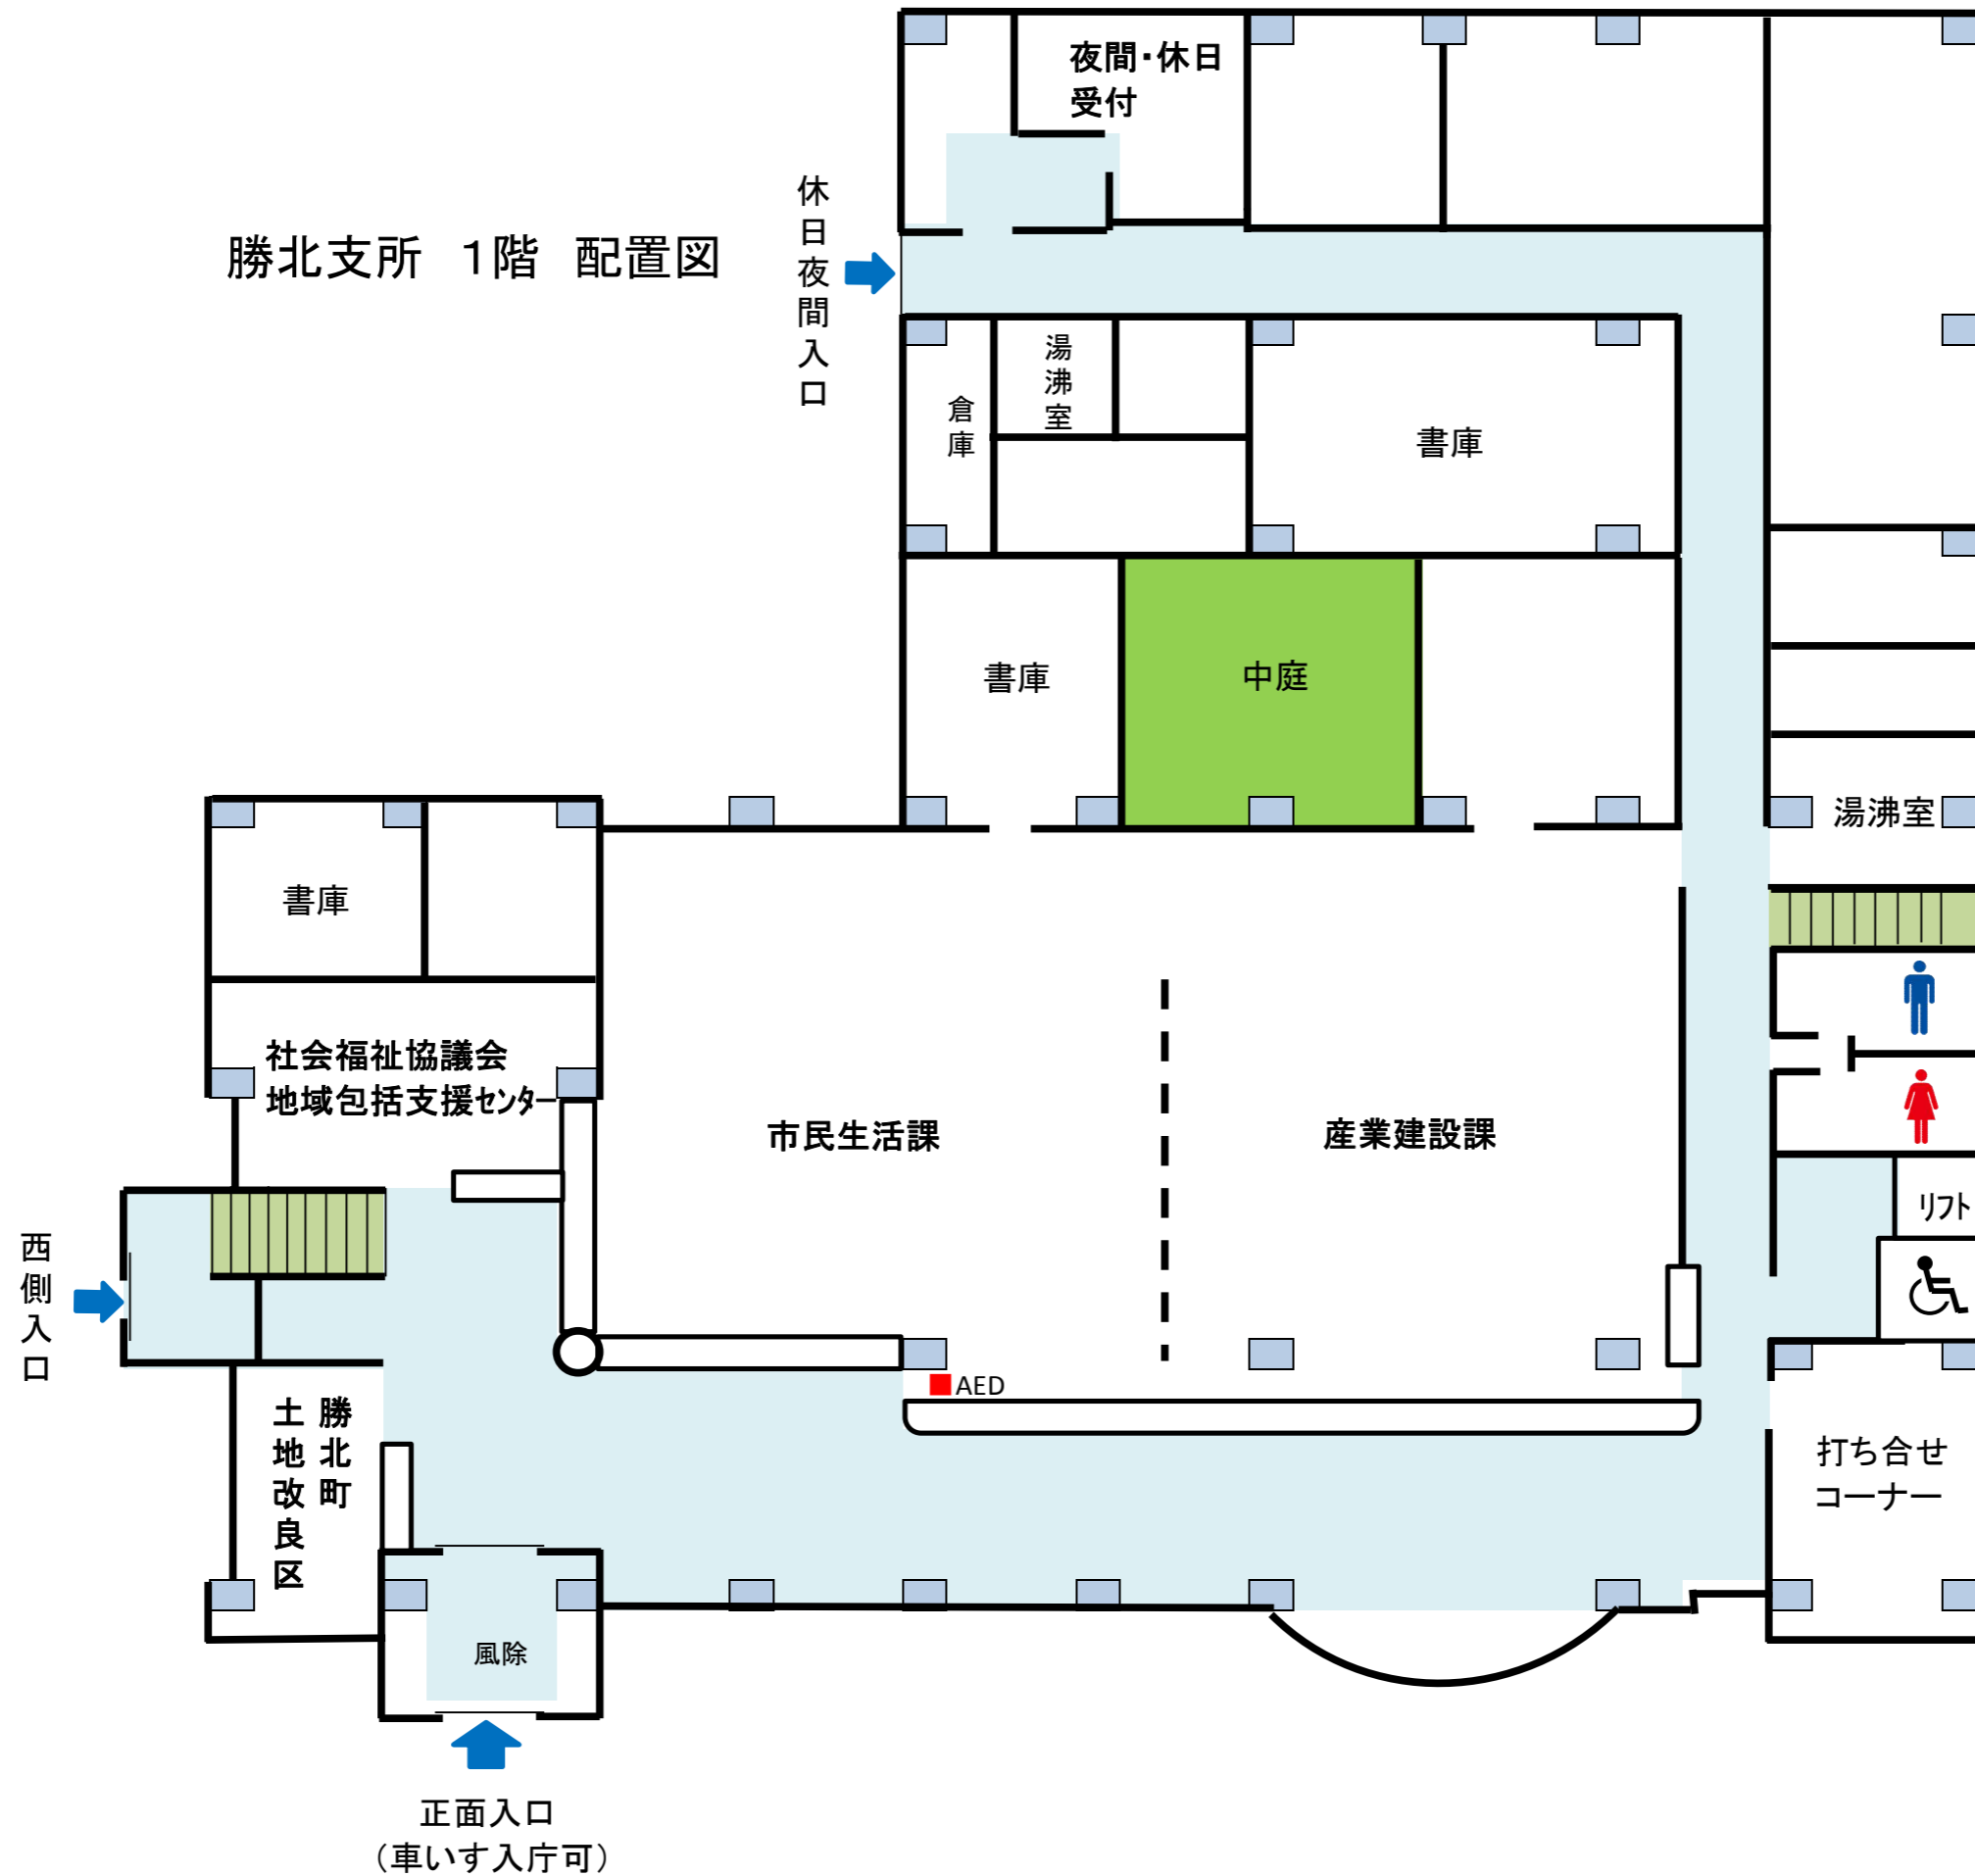 夜間・休日
受付
休日夜間入口
勝北支所　1階　配置図
湯沸室
倉庫
書庫
書庫
中庭
湯沸室
書庫
社会福祉協議会
地域包括支援ｾﾝﾀｰ
市民生活課
産業建設課
リフト
西側入口
AED
勝北町
土地改良区
打ち合せ
コーナー
風除
正面入口
（車いす入庁可）